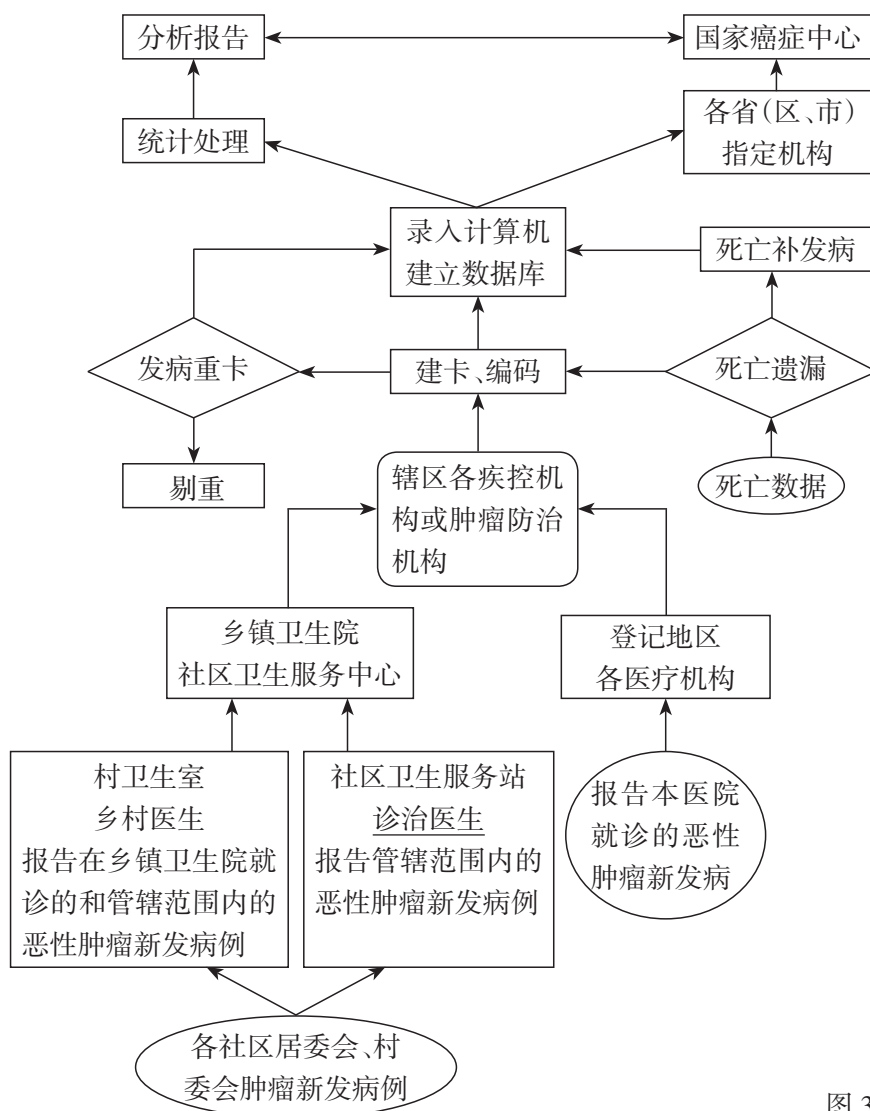 分析报告
国家癌症中心
统计处理
各省(区、市)
指定机构
录入计算机
建立数据库
死亡补发病
发病重卡
建卡、编码
死亡遗漏
剔重
辖区各疾控机
构或肿瘤防治
机构
死亡数据
乡镇卫生院
社区卫生服务中心
登记地区
各医疗机构
村卫生室
乡村医生
报告在乡镇卫生院就
诊的和管辖范围内的
恶性肿瘤新发病例
社区卫生服务站
诊治医生
报告管辖范围内的
恶性肿瘤新发病例
报告本医院
就诊的恶性
肿瘤新发病
各社区居委会、村
委会肿瘤新发病例
图 3